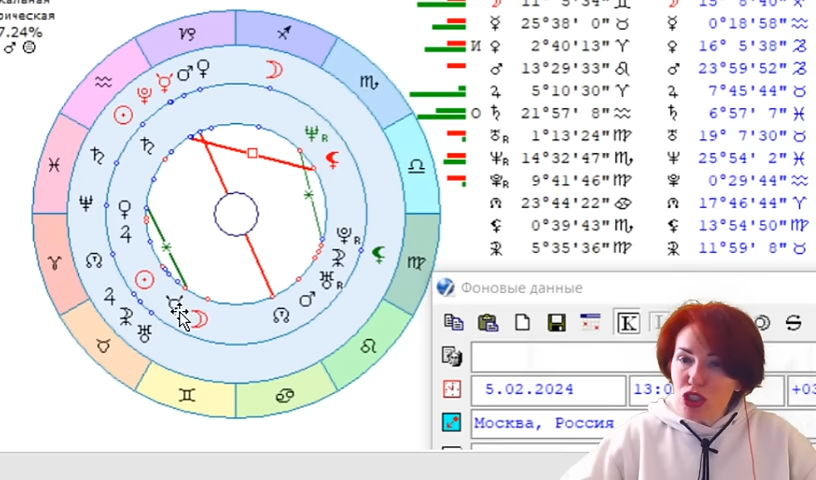 рическая
7.24%
25°38' 0"♉ ☿ 0°18'58"♒
И ♀ 2°40'13"♈ ♀ 16° 5'38"♑
♂ 13°29'33"♌ ♂ 23°59'52"♑
♃ 5°10'30"♈ ♃ 7°45'44"♉
О ♄ 21°57' 8"♒ ♄ 6°57' 7"♓
R 1°13'24"♍ 19° 7'30"♉
R 14°32'47"♏ ♆ 25°54' 2"♓
R 9°41'46"♍ 0°29'44"♒
☊ 23°44'22"♋ ☊ 17°46'44"♈
⚸ 0°39'43"♏ ⚸ 13°54'50"♍
5°35'36"♍ 11°59' 8"♉
Фоновые данные
K
S
5.02.2024 13:0 +03
Москва, Россия